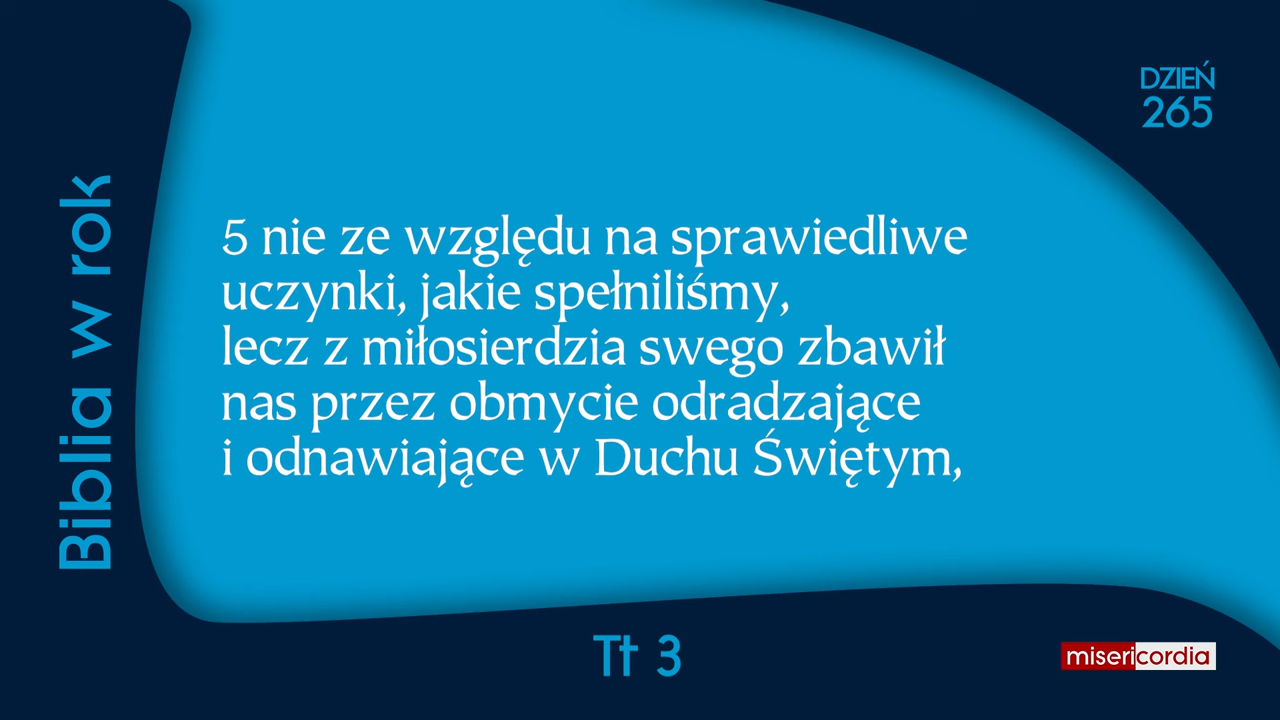 DZIEŃ
265
Biblia w rok
5 nie ze względu na sprawiedliwe
uczynki, jakie spełniliśmy,
lecz z miłosierdzia swego zbawił
nas przez obmycie odradzające
i odnawiające w Duchu Świętym,
Tt 3
misericordia